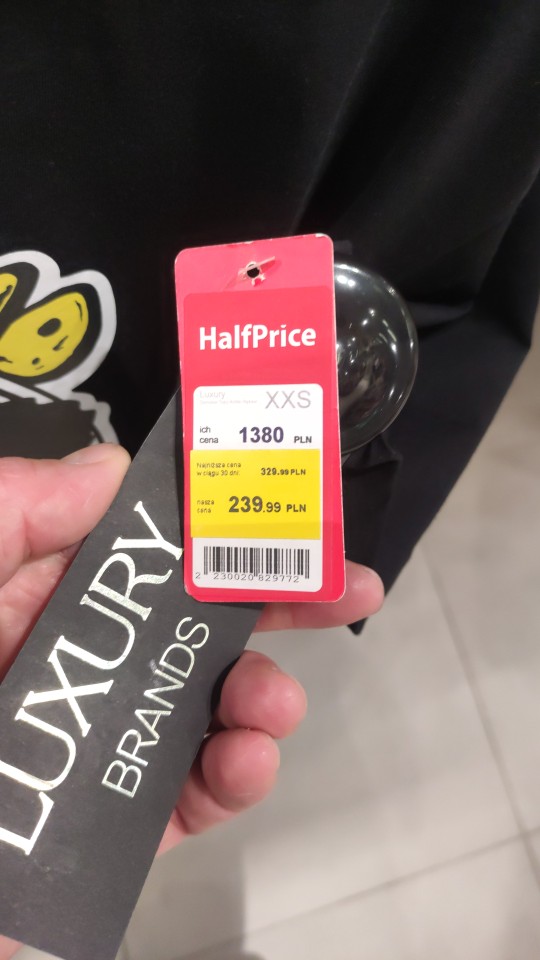 HalfPrice
Luxury
XXS
ich
cena
1380 PLN
Najniższa cena
w ciągu 30 dni:
329.99 PLN
nasza
cena
239.99 PLN
2 230020 829772
LUXURY
BRANDS